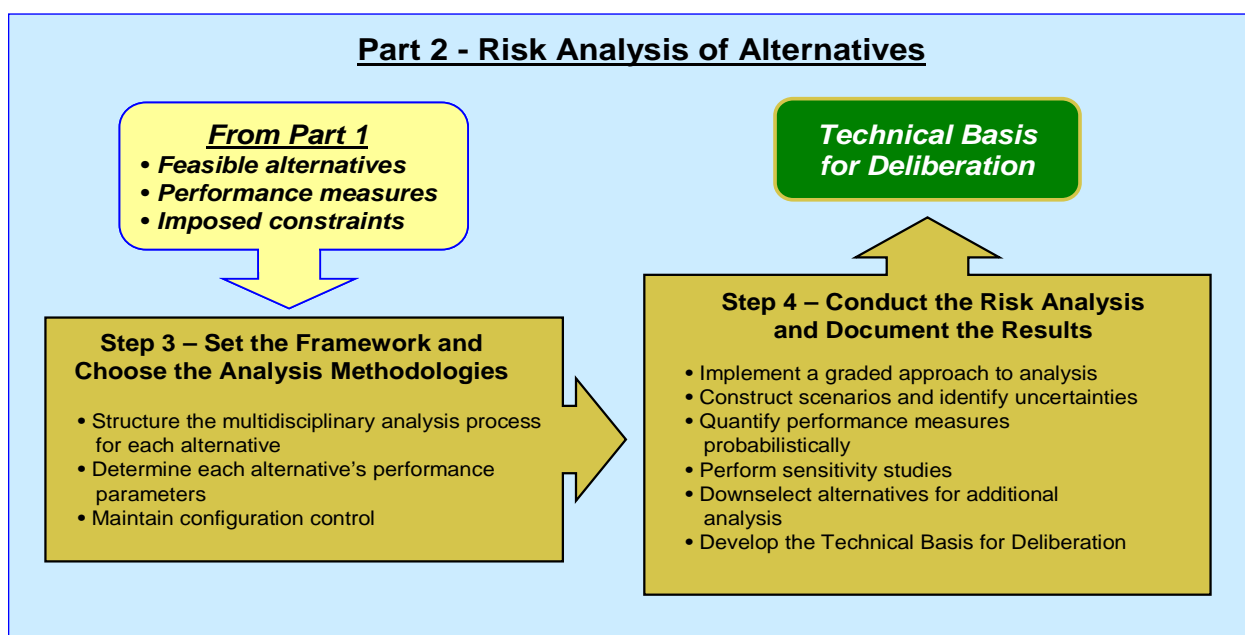 Part 2 - Risk Analysis of Alternatives
From Part 1
• Feasible alternatives
• Performance measures
• Imposed constraints
Technical Basis
for Deliberation
Step 3 – Set the Framework and
Choose the Analysis Methodologies
• Structure the multidisciplinary analysis process
for each alternative
• Determine each alternative’s performance
parameters
• Maintain configuration control
Step 4 – Conduct the Risk Analysis
and Document the Results
• Implement a graded approach to analysis
• Construct scenarios and identify uncertainties
• Quantify performance measures
probabilistically
• Perform sensitivity studies
• Downselect alternatives for additional
analysis
• Develop the Technical Basis for Deliberation